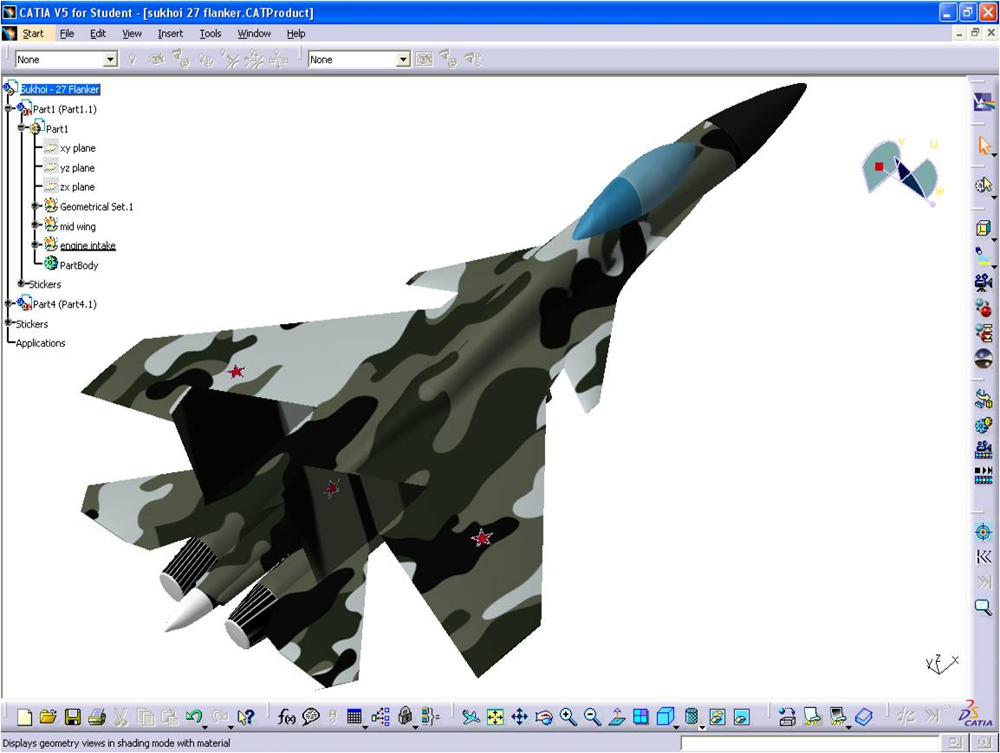 CATIA V5 for Student - [sukhoi 27 flanker.CATProduct]
Start File Edit View Insert Tools Window Help
None None
Sukhoi - 27 Flanker
Part1 (Part1.1)
Part1
xy plane
yz plane
zx plane
Geometrical Set.1
mid wing
engine intake
PartBody
Stickers
Part4 (Part4.1)
Stickers
Applications
v u
w
z
y x
f(x)
DS CATIA
Displays geometry views in shading mode with material